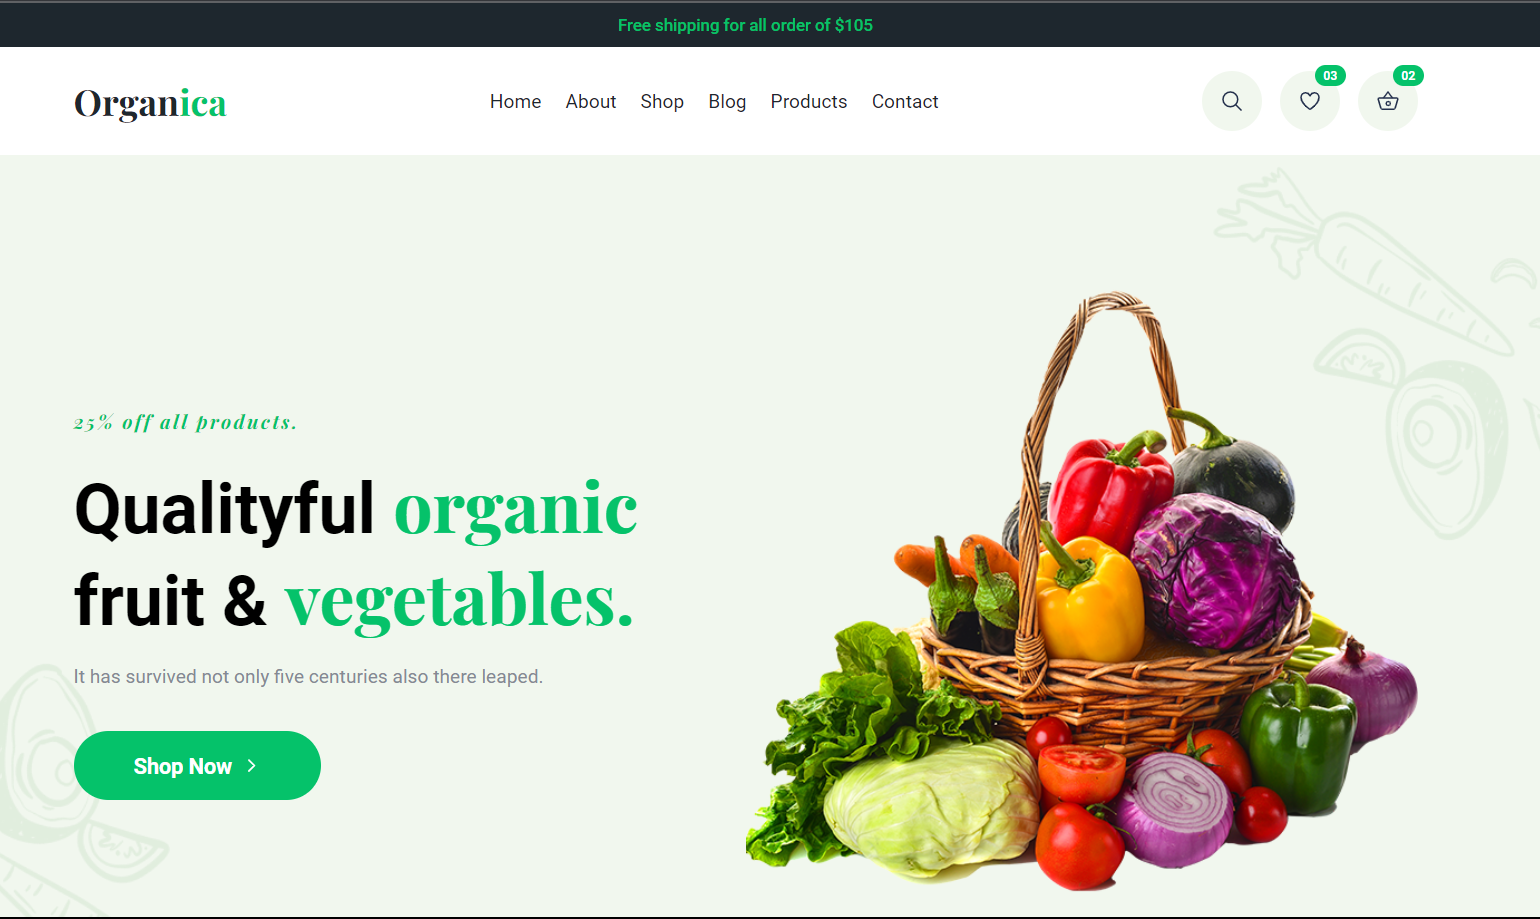 Free shipping for all order of $105
Organica
Home About Shop Blog Products Contact
03
02
25% off all products.
Qualityful organic
fruit & vegetables.
It has survived not only five centuries also there leaped.
Shop Now